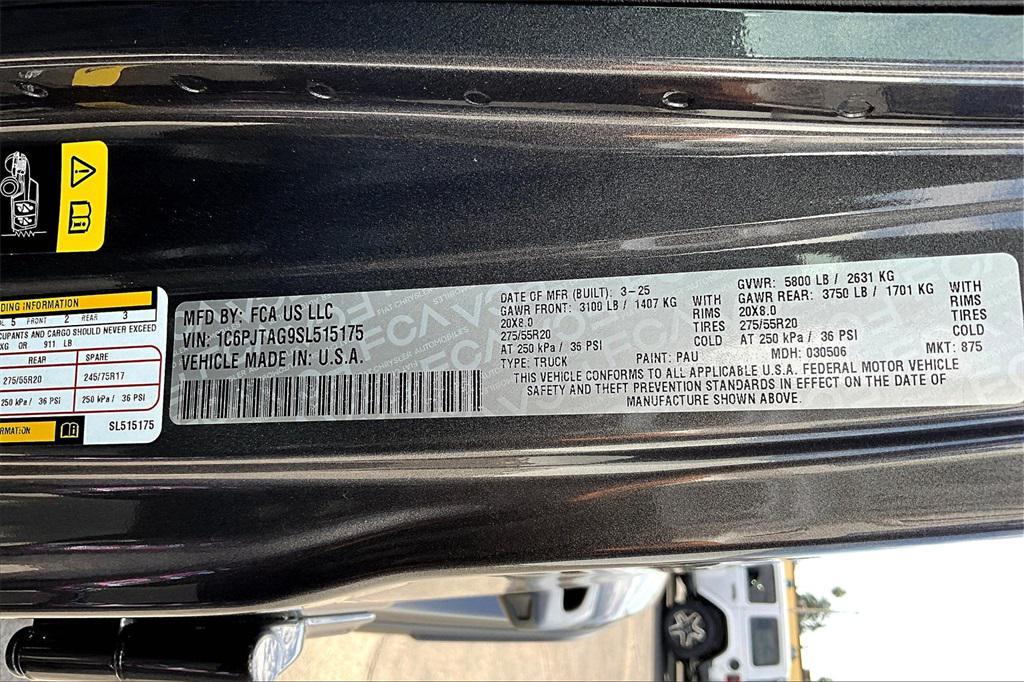 DING INFORMATION
L 5 FRONT 2 REAR 3
UPANTS AND CARGO SHOULD NEVER EXCEED
KG OR 911 LB
REAR SPARE
275/55R20 245/75R17
250 kPa / 36 PSI 250 kPa / 36 PSI
RMATION
SL515175
MFD BY: FCA US LLC
VIN: 1C6PJTAG9SL515175
VEHICLE MADE IN U.S.A.
DATE OF MFR (BUILT): 3-25 GVWR: 5800 LB / 2631 KG
GAWR FRONT: 3100 LB / 1407 KG WITH GAWR REAR: 3750 LB / 1701 KG WITH
20X8.0 RIMS 20X8.0 RIMS
275/55R20 TIRES 275/55R20 TIRES
AT 250 kPa / 36 PSI COLD AT 250 kPa / 36 PSI COLD
TYPE: TRUCK PAINT: PAU MDH: 030506 MKT: 875
THIS VEHICLE CONFORMS TO ALL APPLICABLE U.S.A. FEDERAL MOTOR VEHICLE
SAFETY AND THEFT PREVENTION STANDARDS IN EFFECT ON THE DATE OF
MANUFACTURE SHOWN ABOVE.